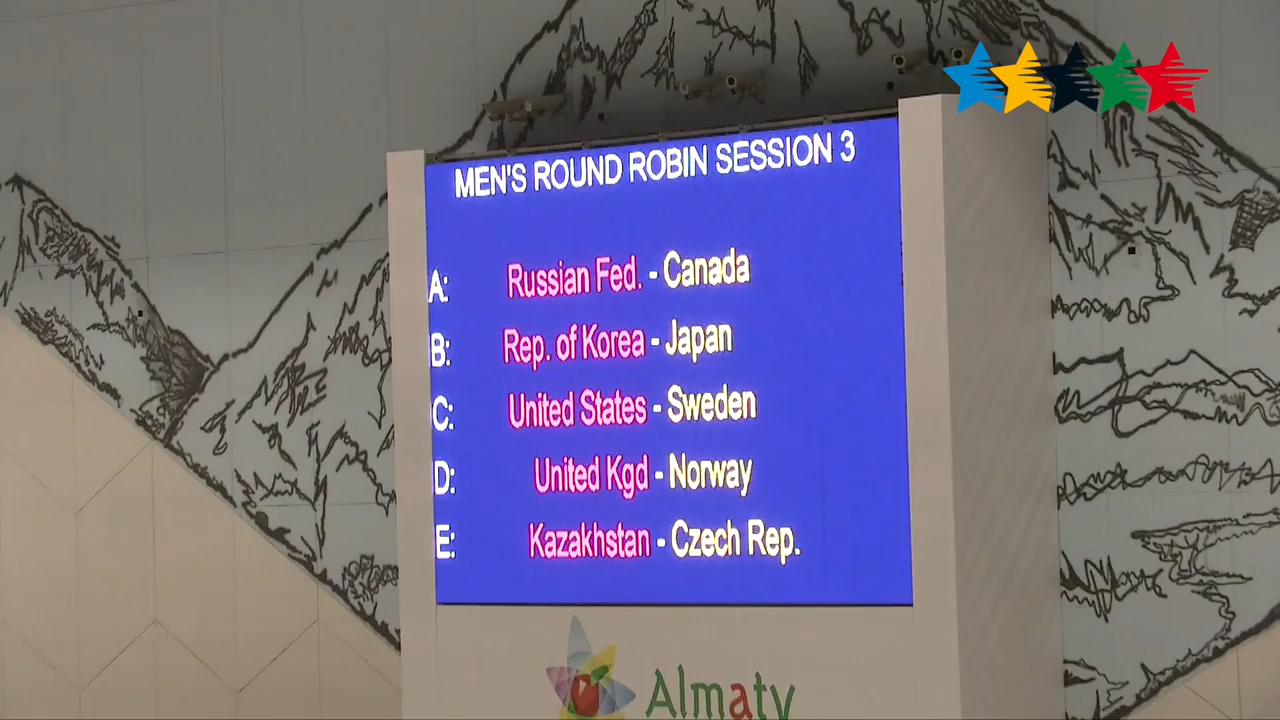 MEN'S ROUND ROBIN SESSION 3
A: Russian Fed. - Canada
B: Rep. of Korea - Japan
C: United States - Sweden
D: United Kgd - Norway
E: Kazakhstan - Czech Rep.
Almaty